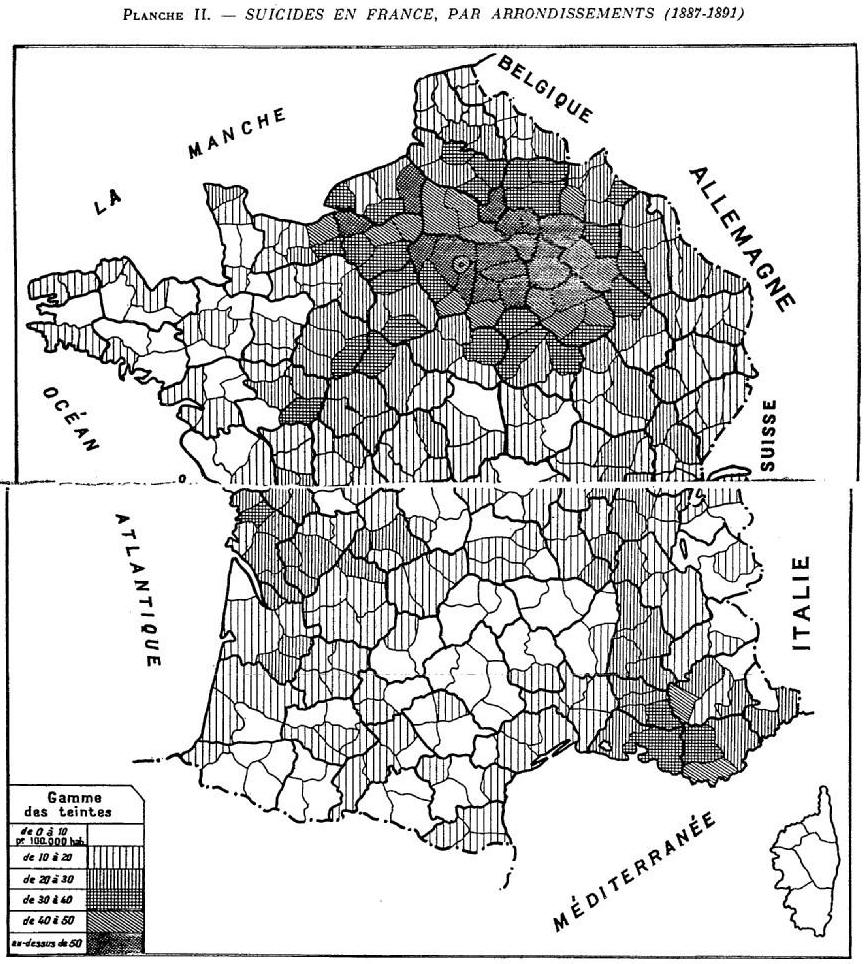 PLANCHE II. — SUICIDES EN FRANCE, PAR ARRONDISSEMENTS (1887-1891)
BELGIQUE
LA MANCHE
ALLEMAGNE
OCÉAN
SUISSE
ATLANTIQUE
ITALIE
MÉDITERRANÉE
Gamme
des teintes
de 0 à 10
pr 100.000 hab.
de 10 à 20
de 20 à 30
de 30 à 40
de 40 à 50
au-dessus de 50